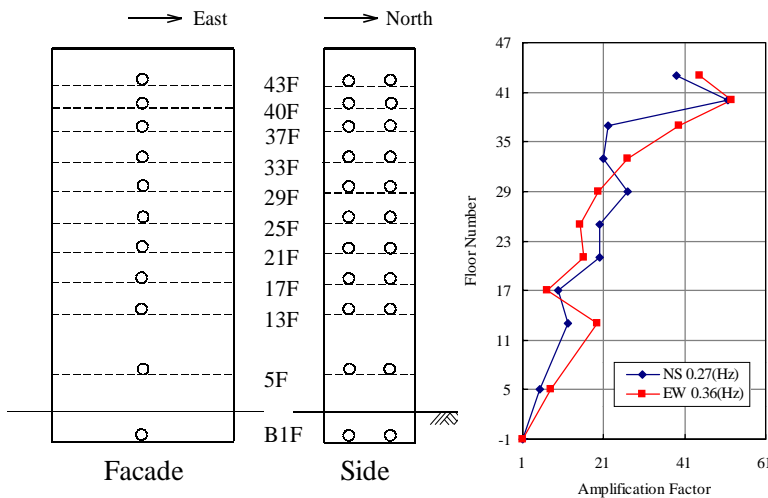 East
North
43F
40F
37F
33F
29F
25F
21F
17F
13F
5F
B1F
Facade
Side
47
41
35
29
23
17
11
5
-1
Floor Number
NS 0.27(Hz)
EW 0.36(Hz)
1
21
41
61
Amplification Factor